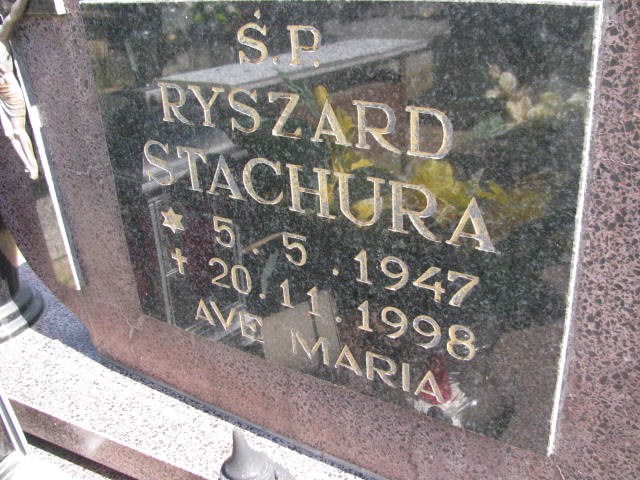 Ś.P.
RYSZARD
STACHURA
✶ 5.5.1947
✝ 20.11.1998
AVE MARIA